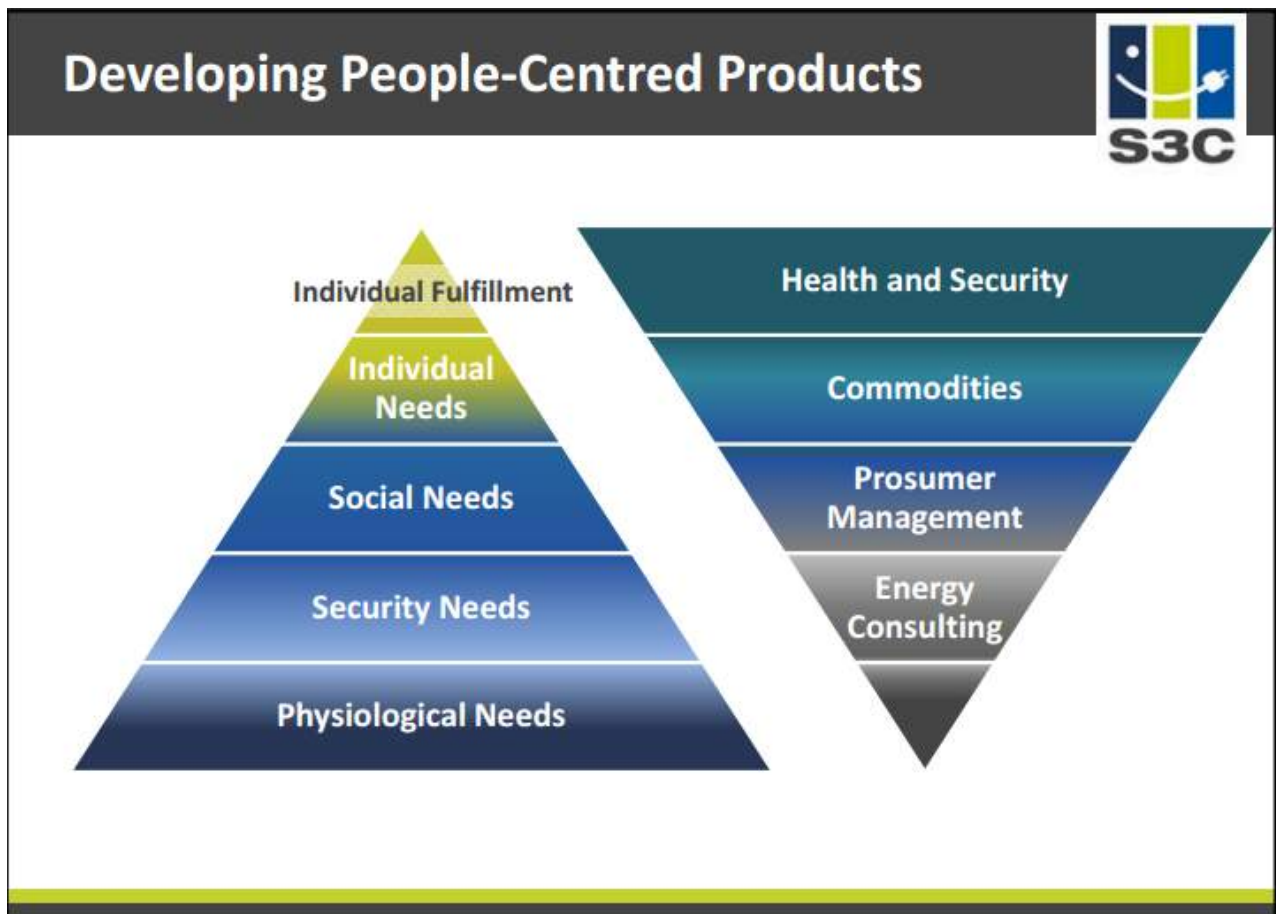 Developing People-Centred Products
S3C
Individual Fulfillment
Individual
Needs
Social Needs
Security Needs
Physiological Needs
Health and Security
Commodities
Prosumer
Management
Energy
Consulting